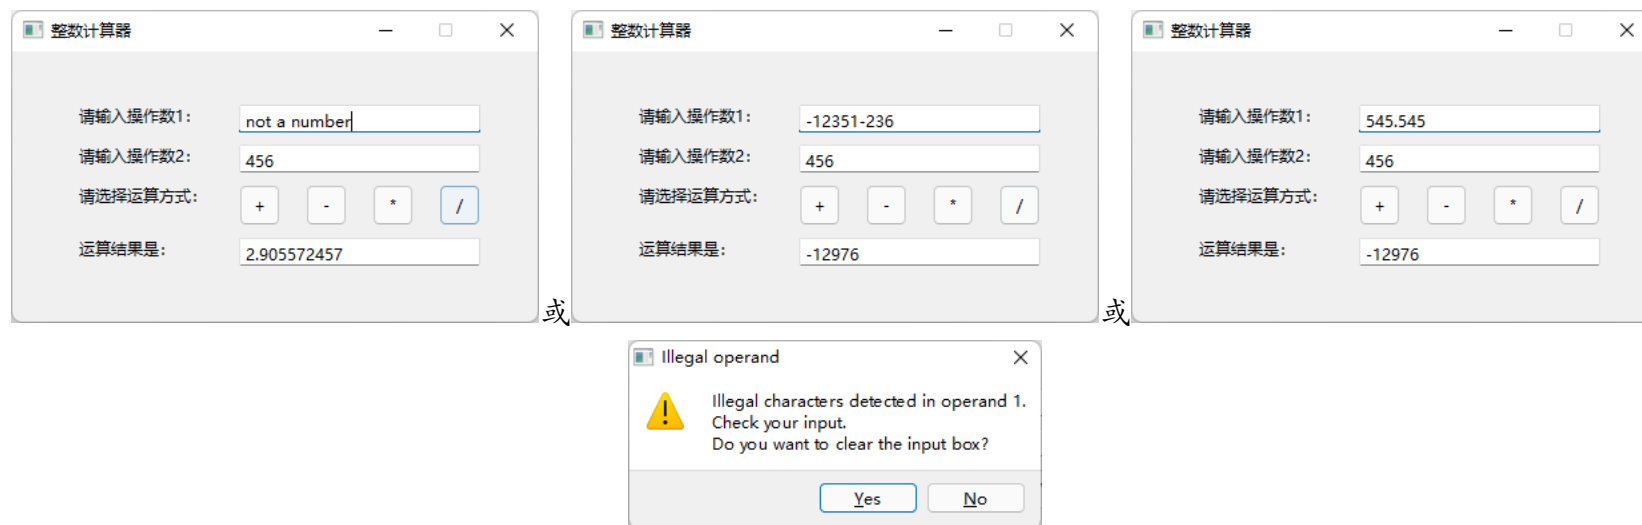 整数计算器
请输入操作数1: not a number
请输入操作数2: 456
请选择运算方式: + - * /
运算结果是: 2.905572457
或
整数计算器
请输入操作数1: -12351-236
请输入操作数2: 456
请选择运算方式: + - * /
运算结果是: -12976
或
整数计算器
请输入操作数1: 545.545
请输入操作数2: 456
请选择运算方式: + - * /
运算结果是: -12976
Illegal operand
Illegal characters detected in operand 1.
Check your input.
Do you want to clear the input box?
Yes No